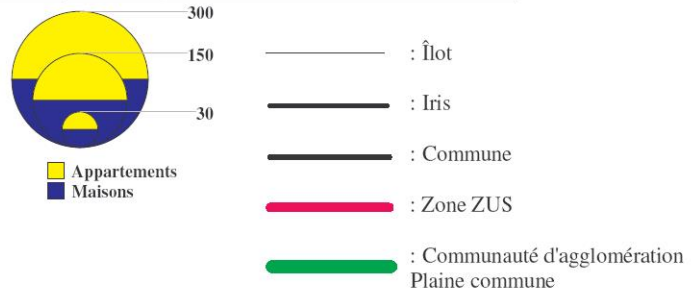 300
150
30
Appartements
Maisons
: Îlot
: Iris
: Commune
: Zone ZUS
: Communauté d'agglomération
Plaine commune